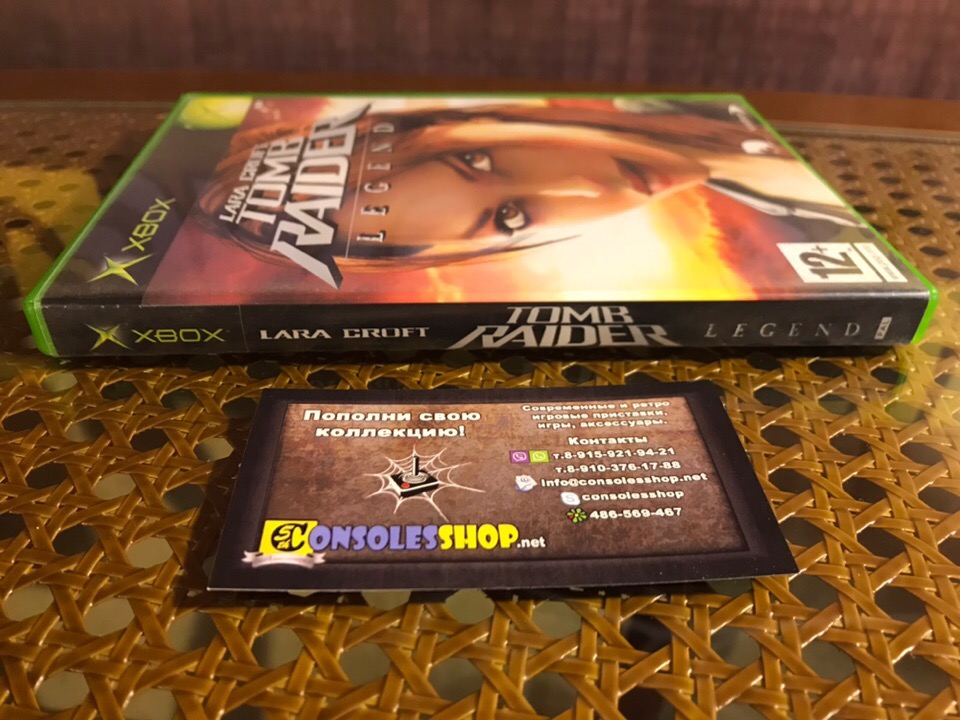 XBOX
LARA CROFT
TOMB
RAIDER
LEGEND
12+
XBOX
LARA CROFT
TOMB
RAIDER
LEGEND
Пополни свою
коллекцию!
CONSOLESSHOP.net
Современные и ретро
игровые приставки,
игры, аксессуары.
Контакты
т.8-915-921-94-21
т.8-910-376-17-88
info@consolesshop.net
consolesshop
486-569-467